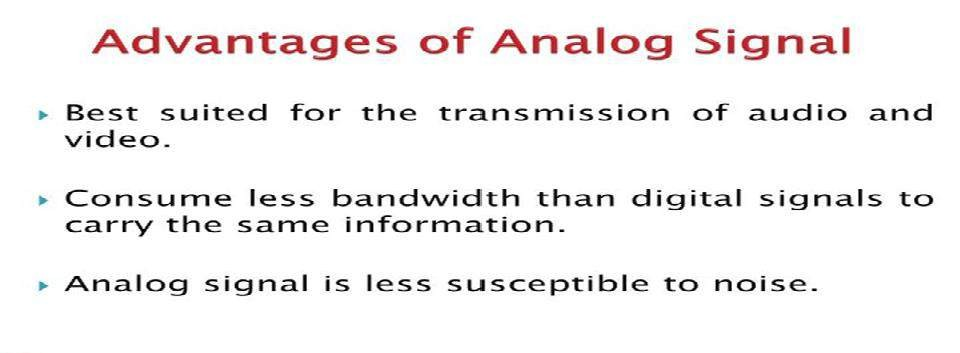 Advantages of Analog Signal
Best suited for the transmission of audio and
video.
Consume less bandwidth than digital signals to
carry the same information.
Analog signal is less susceptible to noise.